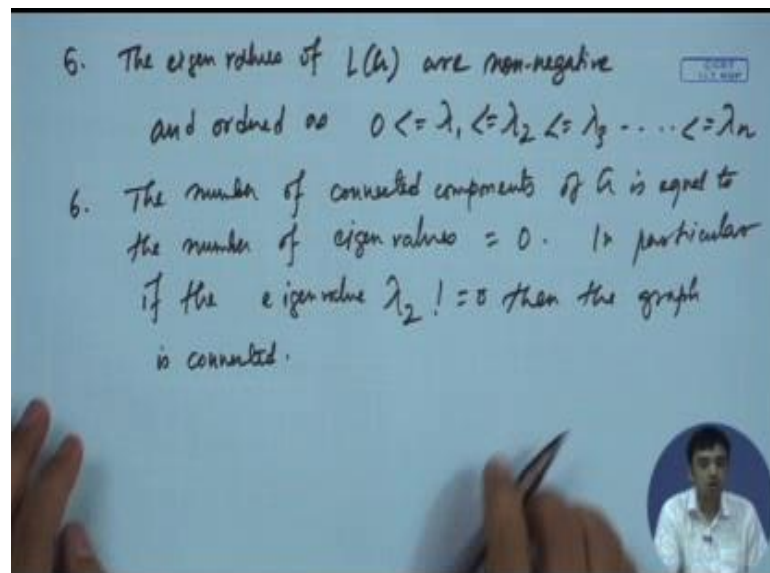 6. The eigen values of L(G) are non-negative
and ordered as 0 <= λ₁ <= λ₂ <= λ₃ - - - - <= λn
6. The number of connected components of G is equal to
the number of eigen values = 0. In particular
if the eigenvalue λ₂ != 0 then the graph
is connected.